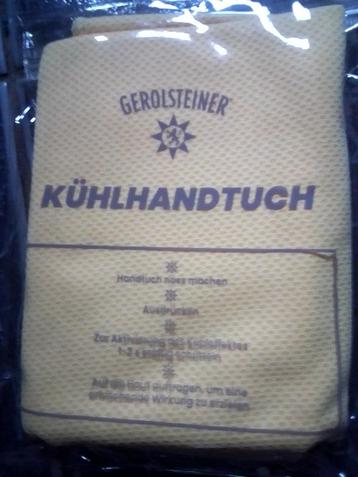 GEROLSTEINER
KÜHLHANDTUCH
Handtuch nass machen
Ausdrücken
Zur Aktivierung des Kühleffektes
1-2 x kräftig schütteln
Auf die Haut auftragen, um eine
erfrischende Wirkung zu erzielen